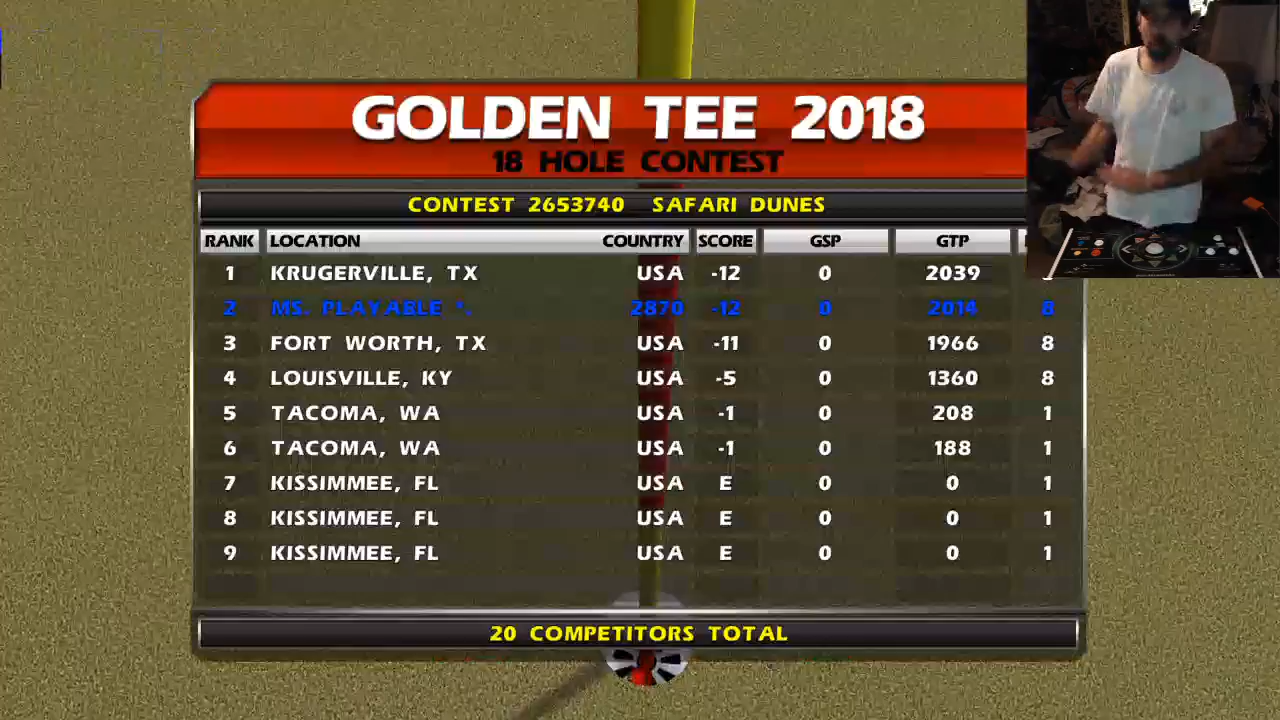 GOLDEN TEE 2018
18 HOLE CONTEST
CONTEST 2653740 SAFARI DUNES
RANK LOCATION COUNTRY SCORE GSP GTP
1 KRUGERVILLE, TX USA -12 0 2039
2 MS. PLAYABLE *. 2870 -12 0 2014 8
3 FORT WORTH, TX USA -11 0 1966 8
4 LOUISVILLE, KY USA -5 0 1360 8
5 TACOMA, WA USA -1 0 208 1
6 TACOMA, WA USA -1 0 188 1
7 KISSIMMEE, FL USA E 0 0 1
8 KISSIMMEE, FL USA E 0 0 1
9 KISSIMMEE, FL USA E 0 0 1
20 COMPETITORS TOTAL